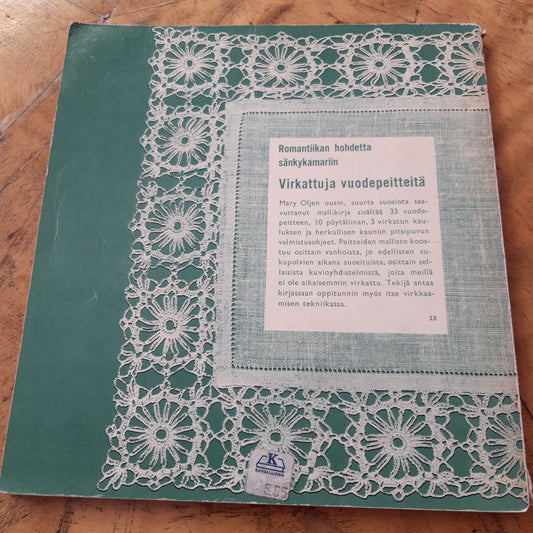 Romantiikan hohdetta
sänkykamariin
Virkattuja vuodepeitteitä
Mary Oljen uusin, suurta suosiota saa-
vuttanut mallikirja sisältää 33 vuode-
peitteen, 10 pöytäliinan, 3 virkatun kau-
luksen ja herkullisen kauniin pitsipuvun
valmistusohjeet. Peitteiden mallisto koos-
tuu osittain vanhoista, jo edellisten su-
kupolvien aikana suosituista, osittain sel-
laisista kuvioyhdistelmistä, joita meillä
ei ole aikaisemmin virkattu. Tekijä antaa
kirjassaan oppitunnin myös itse virkkaa-
misen tekniikassa.
18
K
6.55